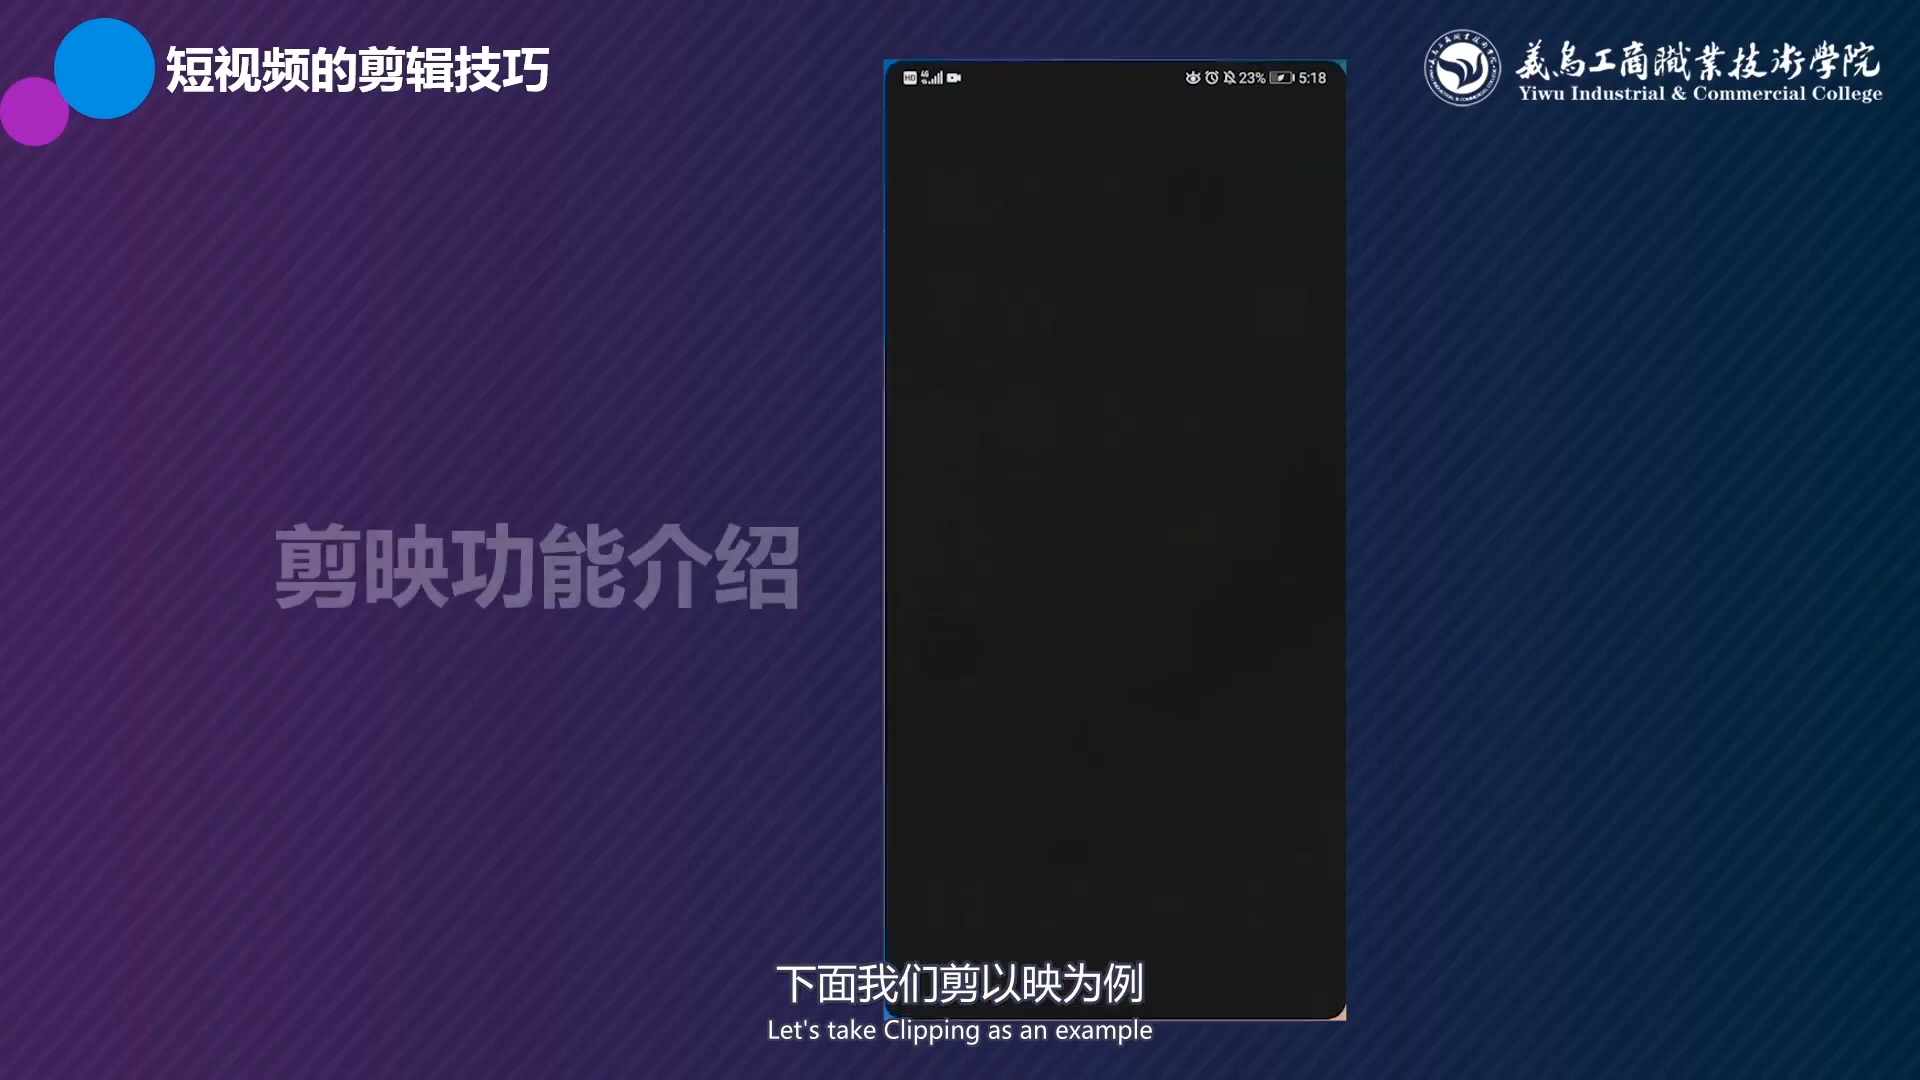 短视频的剪辑技巧
HD 4G 23% 5:18
義烏工商職業技術學院
Yiwu Industrial & Commercial College
剪映功能介绍
下面我们剪以映为例
Let's take Clipping as an example